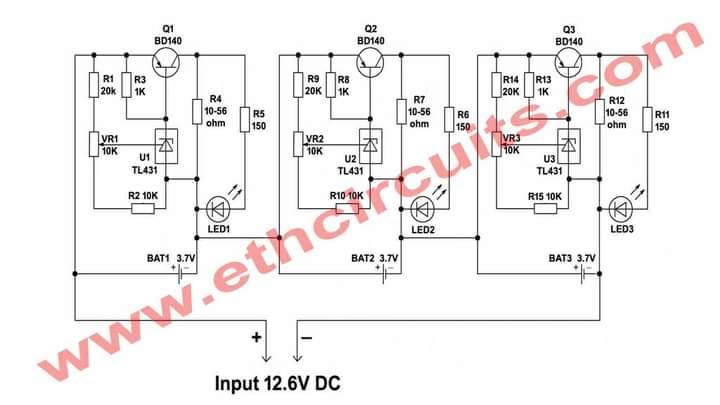 Q1
BD140
R1
20k
R3
1K
R4
10-56
ohm
R5
150
VR1
10K
U1
TL431
R2 10K
LED1
BAT1 3.7V
+ −
Q2
BD140
R9
20K
R8
1K
R7
10-56
ohm
R6
150
VR2
10K
U2
TL431
R10 10K
LED2
BAT2 3.7V
+ −
Q3
BD140
R14
20K
R13
1K
R12
10-56
ohm
R11
150
VR3
10K
U3
TL431
R15 10K
LED3
BAT3 3.7V
+ −
+ −
Input 12.6V DC
www.ethcircuits.com